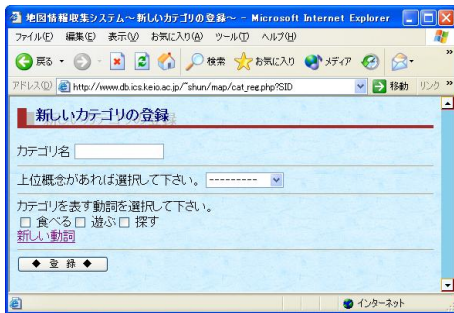 地図情報収集システム～新しいカテゴリの登録～ - Microsoft Internet Explorer
ファイル(F) 編集(E) 表示(V) お気に入り(A) ツール(T) ヘルプ(H)
戻る 検索 お気に入り メディア
アドレス(D) http://www.db.ics.keio.ac.jp/~shun/map/cat_reg.php?SID 移動 リンク »
新しいカテゴリの登録
カテゴリ名
上位概念があれば選択して下さい。 ---------
カテゴリを表す動詞を選択して下さい。
食べる 遊ぶ 探す
新しい動詞
◆ 登 録 ◆
インターネット